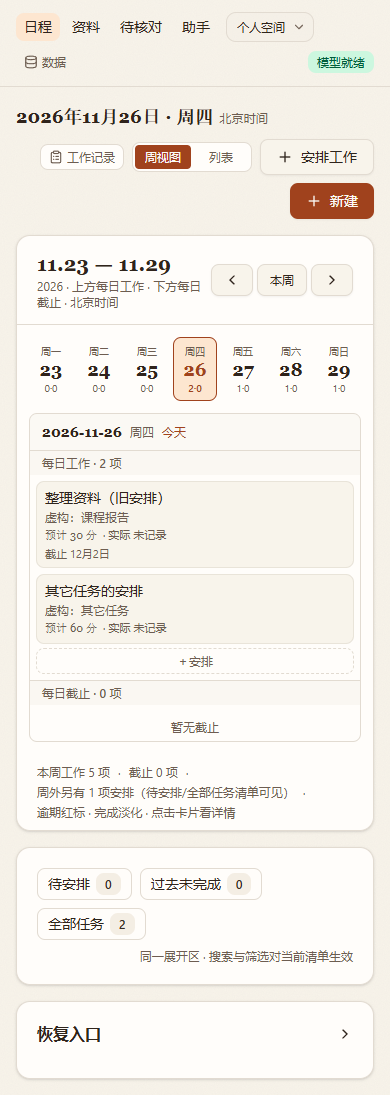 日程 资料 待核对 助手 个人空间
数据 模型就绪
2026年11月26日 · 周四 北京时间
工作记录 周视图 列表 + 安排工作
+ 新建
11.23 — 11.29
2026 · 上方每日工作 · 下方每日
截止 · 北京时间
本周
周一 周二 周三 周四 周五 周六 周日
23 24 25 26 27 28 29
0·0 0·0 0·0 2·0 1·0 1·0 1·0
2026-11-26 周四 今天
每日工作 · 2 项
整理资料（旧安排）
虚构：课程报告
预计 30 分 · 实际 未记录
截止 12月2日
其它任务的安排
虚构：其它任务
预计 60 分 · 实际 未记录
+ 安排
每日截止 · 0 项
暂无截止
本周工作 5 项 · 截止 0 项 ·
周外另有 1 项安排（待安排/全部任务清单可见） ·
逾期红标 · 完成淡化 · 点击卡片看详情
待安排 0 过去未完成 0
全部任务 2
同一展开区 · 搜索与筛选对当前清单生效
恢复入口